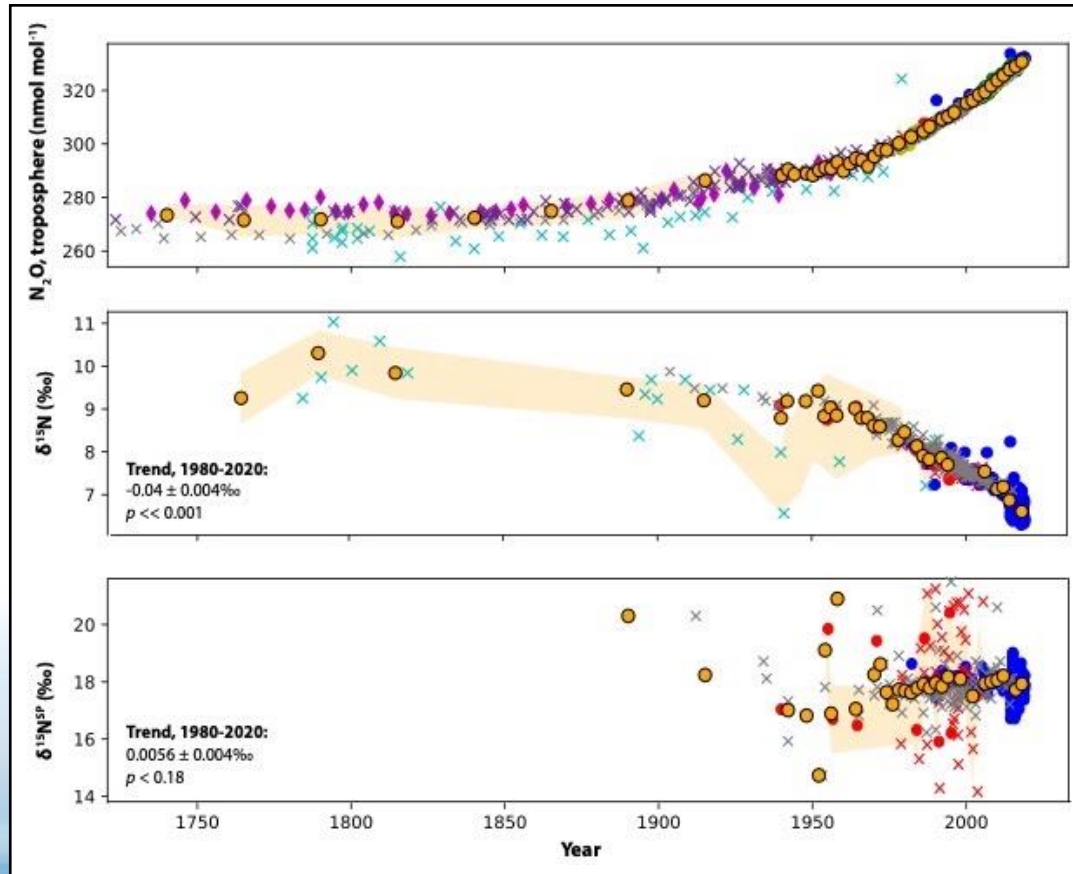 N₂O, troposphere (nmol mol⁻¹)
320
300
280
260
δ¹⁵N (‰)
11
10
9
8
7
Trend, 1980-2020:
-0.04 ± 0.004‰
p << 0.001
δ¹⁵Nˢᴾ (‰)
20
18
16
14
Trend, 1980-2020:
0.0056 ± 0.004‰
p < 0.18
1750 1800 1850 1900 1950 2000
Year